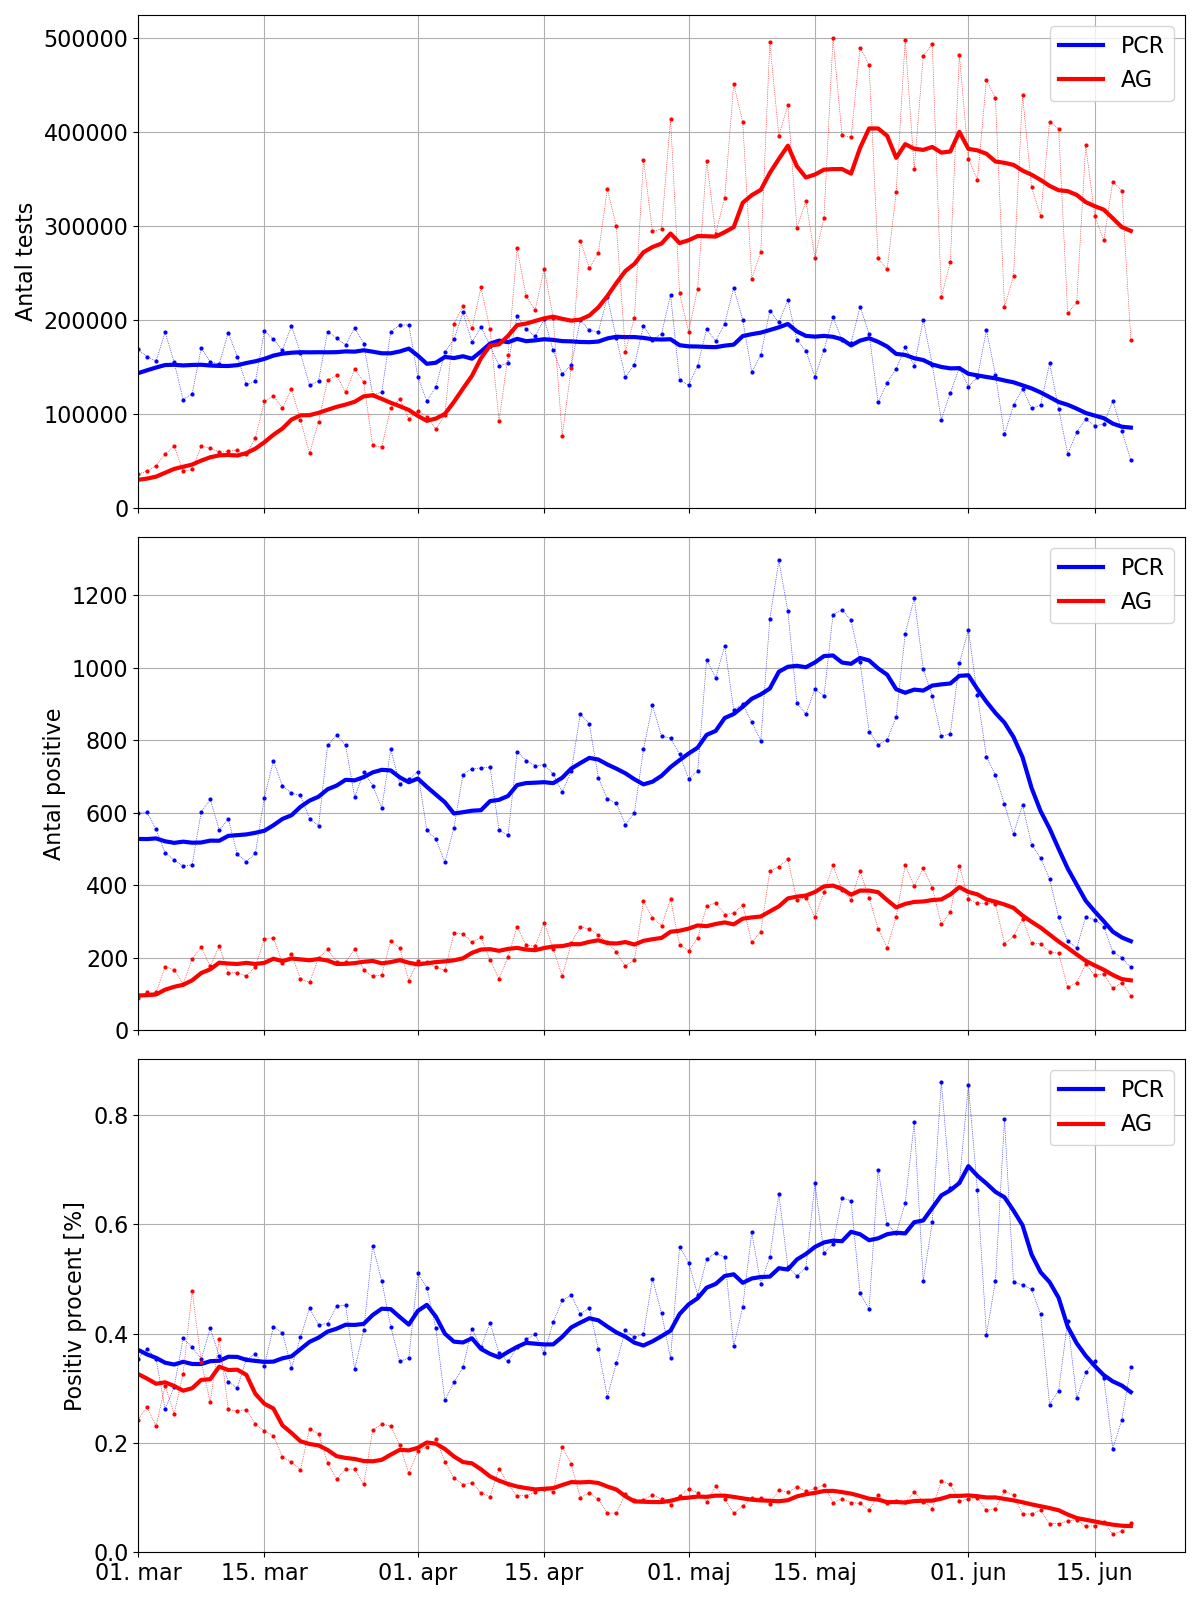 500000
400000
300000
200000
100000
0
Antal tests
PCR
AG
1200
1000
800
600
400
200
0
Antal positive
PCR
AG
0.8
0.6
0.4
0.2
0.0
Positiv procent [%]
PCR
AG
01. mar 15. mar 01. apr 15. apr 01. maj 15. maj 01. jun 15. jun